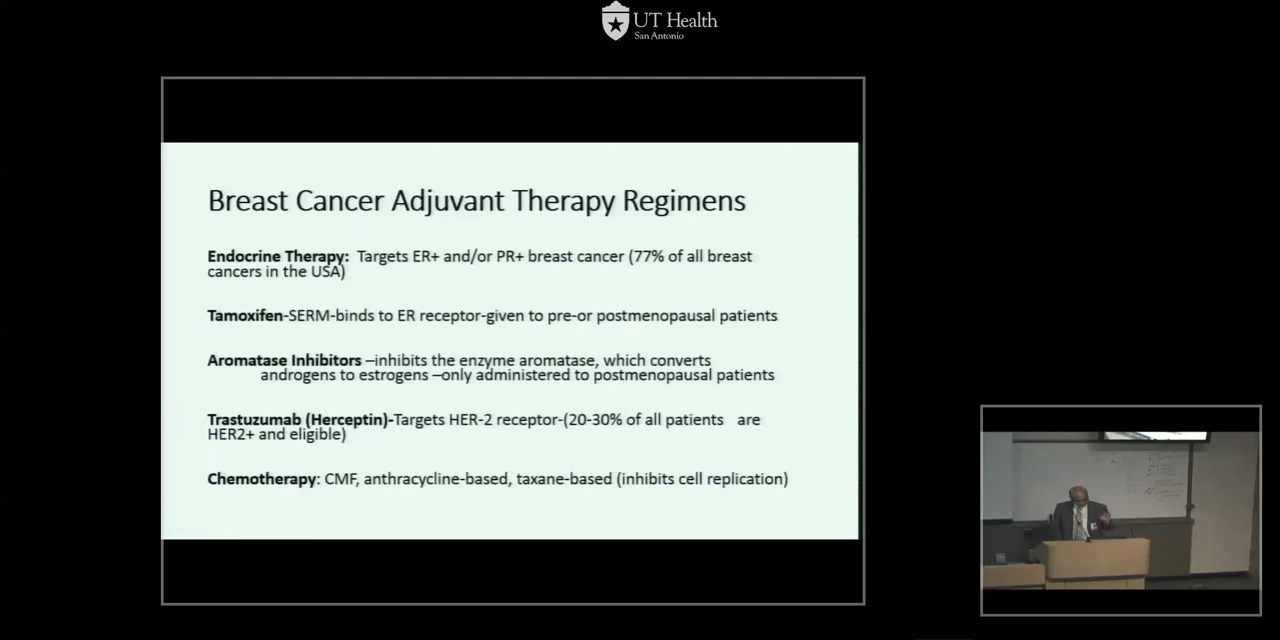 UT Health
San Antonio
Breast Cancer Adjuvant Therapy Regimens
Endocrine Therapy: Targets ER+ and/or PR+ breast cancer (77% of all breast
cancers in the USA)
Tamoxifen-SERM-binds to ER receptor-given to pre-or postmenopausal patients
Aromatase Inhibitors –inhibits the enzyme aromatase, which converts
androgens to estrogens –only administered to postmenopausal patients
Trastuzumab (Herceptin)-Targets HER-2 receptor-(20-30% of all patients are
HER2+ and eligible)
Chemotherapy: CMF, anthracycline-based, taxane-based (inhibits cell replication)